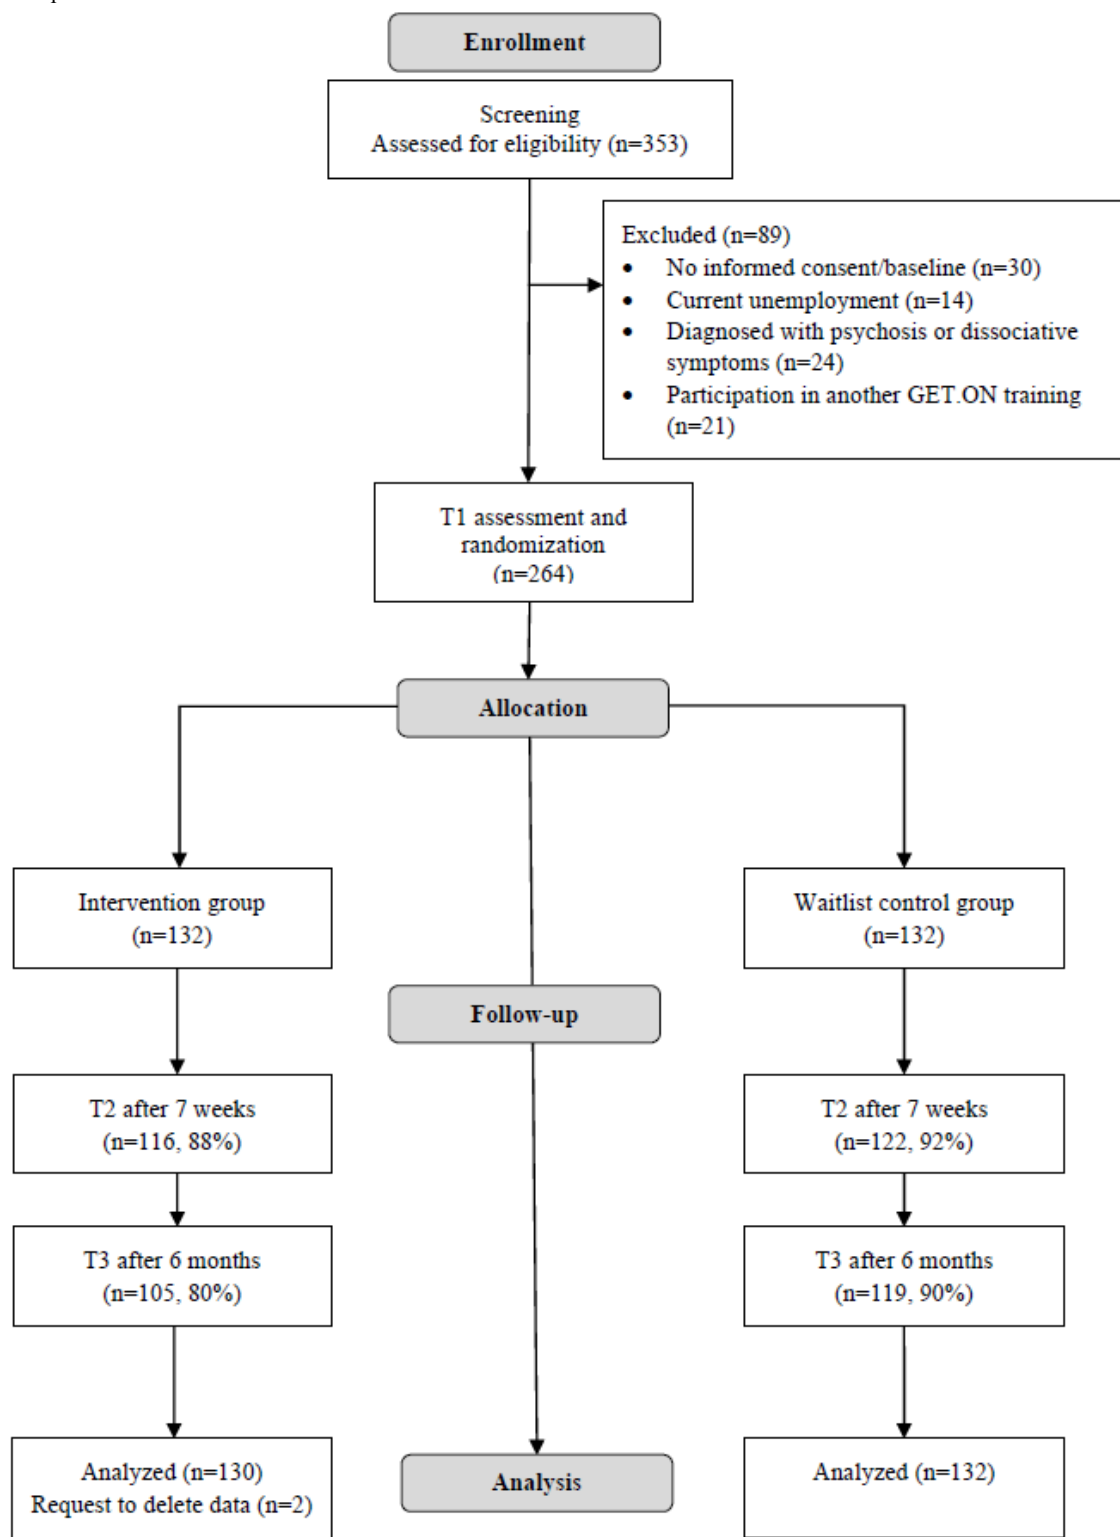 Enrollment
Screening
Assessed for eligibility (n=353)
Excluded (n=89)
• No informed consent/baseline (n=30)
• Current unemployment (n=14)
• Diagnosed with psychosis or dissociative
symptoms (n=24)
• Participation in another GET.ON training
(n=21)
T1 assessment and
randomization
(n=264)
Allocation
Intervention group
(n=132)
Waitlist control group
(n=132)
Follow-up
T2 after 7 weeks
(n=116, 88%)
T2 after 7 weeks
(n=122, 92%)
T3 after 6 months
(n=105, 80%)
T3 after 6 months
(n=119, 90%)
Analyzed (n=130)
Request to delete data (n=2)
Analysis
Analyzed (n=132)